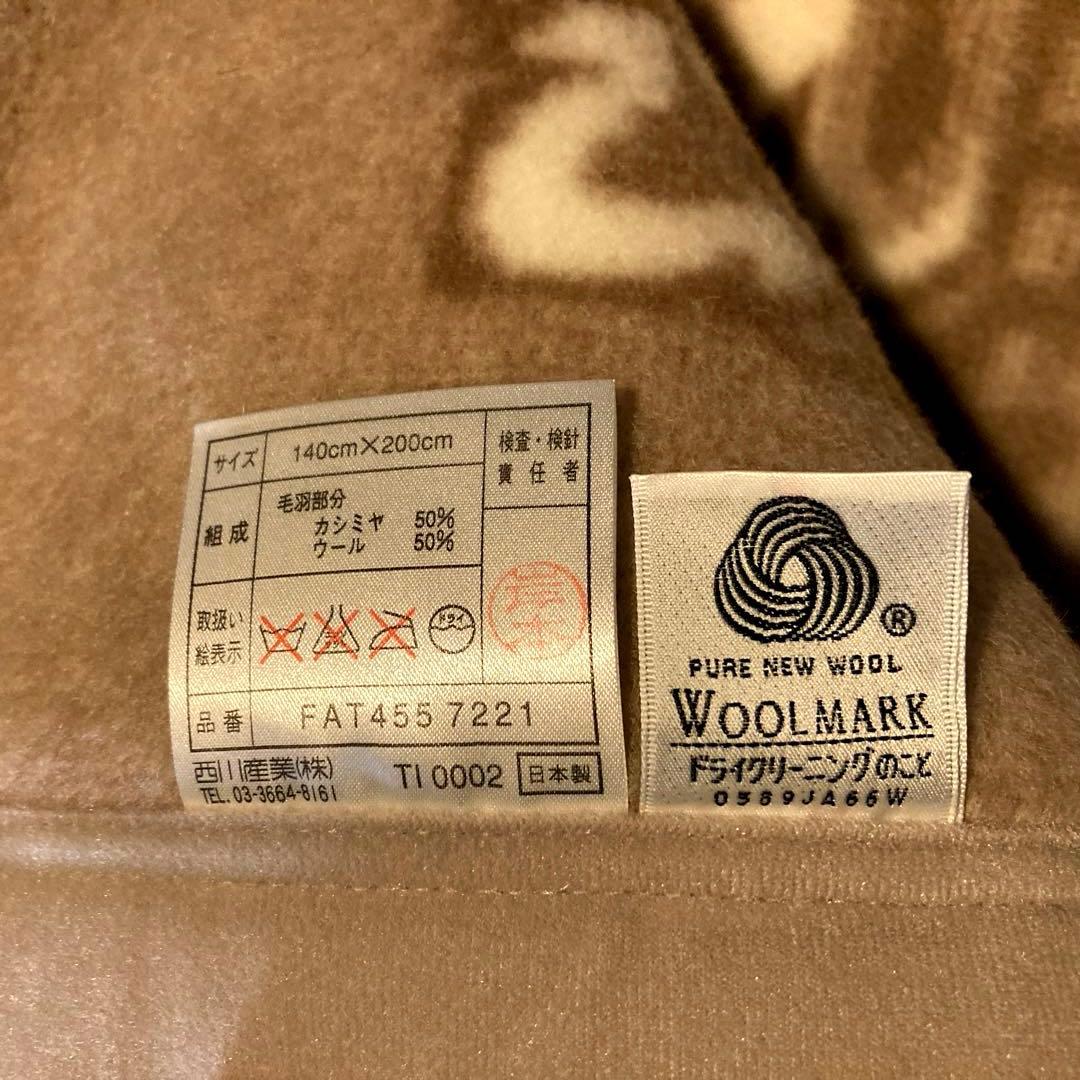 サイズ 140cm×200cm 検査・検針
責任者
組成 毛羽部分
カシミヤ 50%
ウール 50%
取扱い
絵表示
ドライ
品番 FAT455 7221
西川産業(株) TI 0002 日本製
TEL. 03-3664-8161
®
PURE NEW WOOL
WOOLMARK
ドライクリーニングのこと
0589JA66W